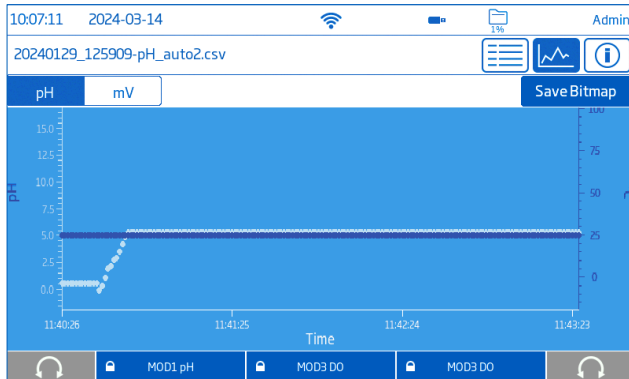 10:07:11 2024-03-14 1% Admin
20240129_125909-pH_auto2.csv
pH mV Save Bitmap
100
15.0
12.5 75
10.0
pH 50
7.5
5.0 25
2.5
0.0 0
11:40:26 11:41:25 11:42:24 11:43:23
Time
MOD1 pH MOD3 DO MOD3 DO